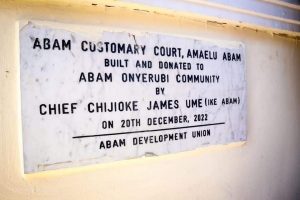 ABAM CUSTOMARY COURT, AMAELU ABAM
BUILT AND DONATED TO
ABAM ONYERUBI COMMUNITY
BY
CHIEF CHIJIOKE JAMES UME (IKE ABAM)
ON 20TH DECEMBER, 2022
ABAM DEVELOPMENT UNION